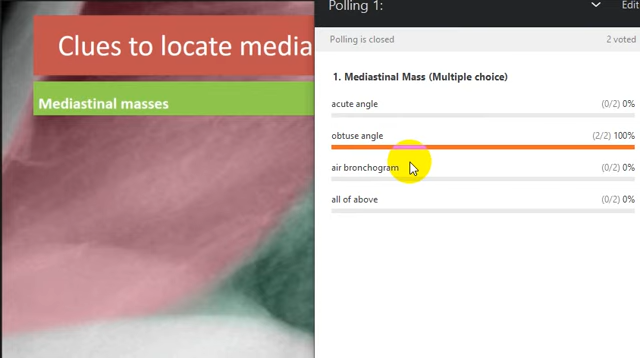 Clues to locate media
Mediastinal masses
Polling 1:
Edit
Polling is closed
2 voted
1. Mediastinal Mass (Multiple choice)
acute angle
(0/2) 0%
obtuse angle
(2/2) 100%
air bronchogram
(0/2) 0%
all of above
(0/2) 0%